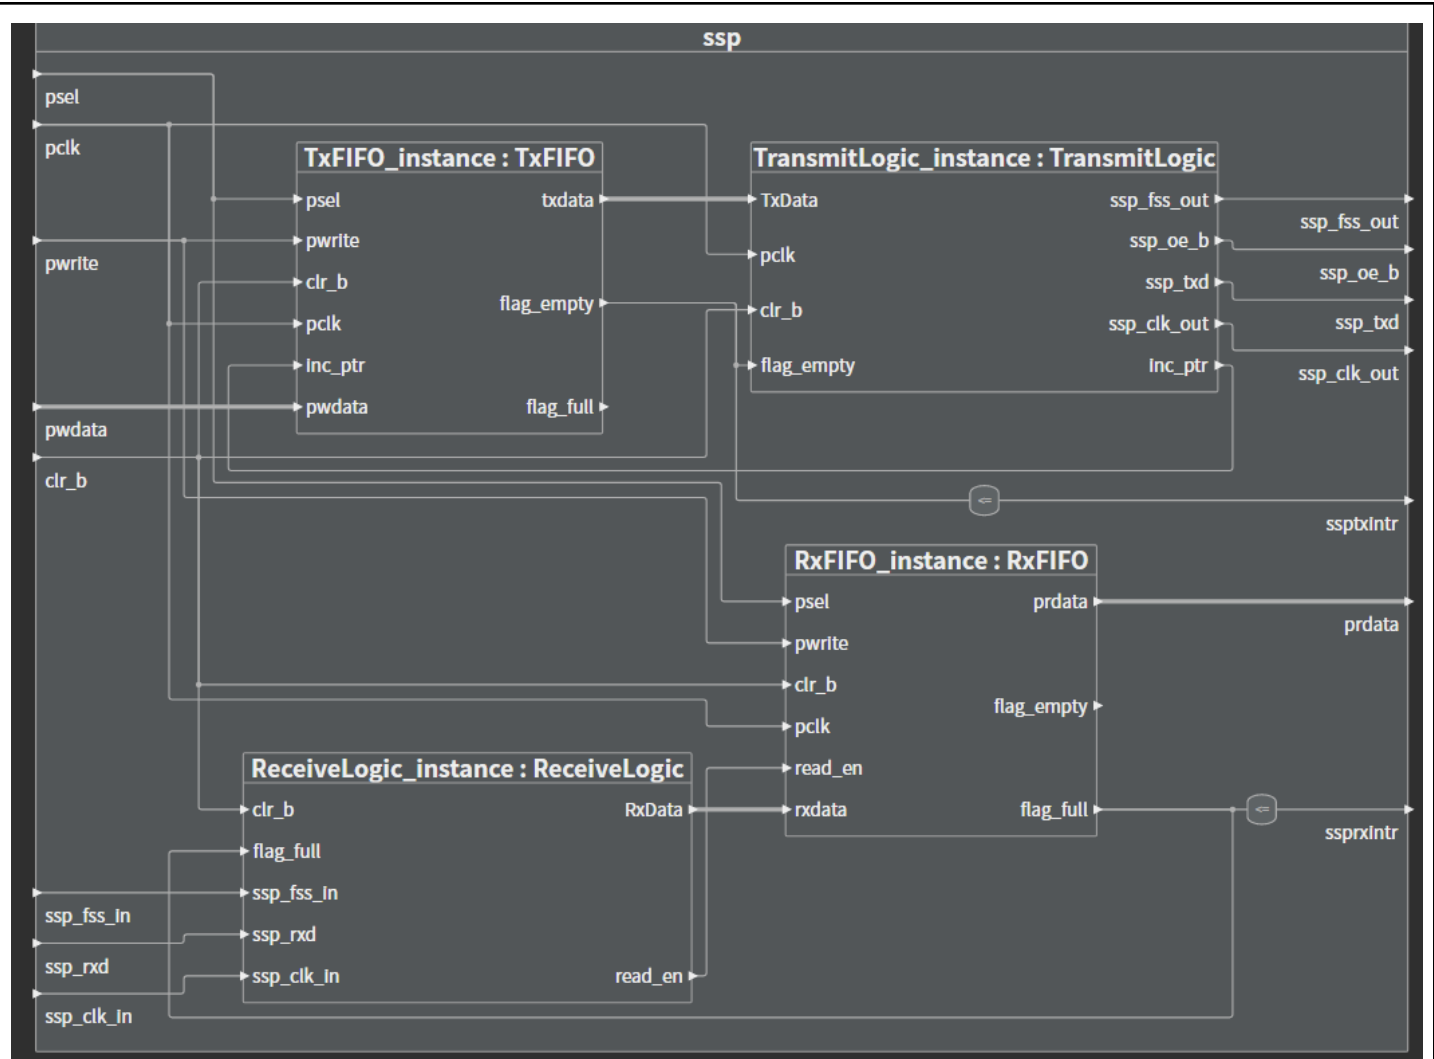 ssp
psel
pclk
pwrite
pwdata
clr_b
TxFIFO_instance : TxFIFO
psel
txdata
pwrite
clr_b
flag_empty
pclk
inc_ptr
pwdata
flag_full
TransmitLogic_instance : TransmitLogic
TxData
ssp_fss_out
pclk
ssp_oe_b
ssp_txd
clr_b
ssp_clk_out
flag_empty
inc_ptr
ssp_fss_out
ssp_oe_b
ssp_txd
ssp_clk_out
<=
ssptxintr
RxFIFO_instance : RxFIFO
psel
prdata
pwrite
clr_b
flag_empty
pclk
read_en
rxdata
flag_full
prdata
<=
ssprxintr
ReceiveLogic_instance : ReceiveLogic
clr_b
RxData
flag_full
ssp_fss_in
ssp_rxd
ssp_clk_in
read_en
ssp_fss_in
ssp_rxd
ssp_clk_in